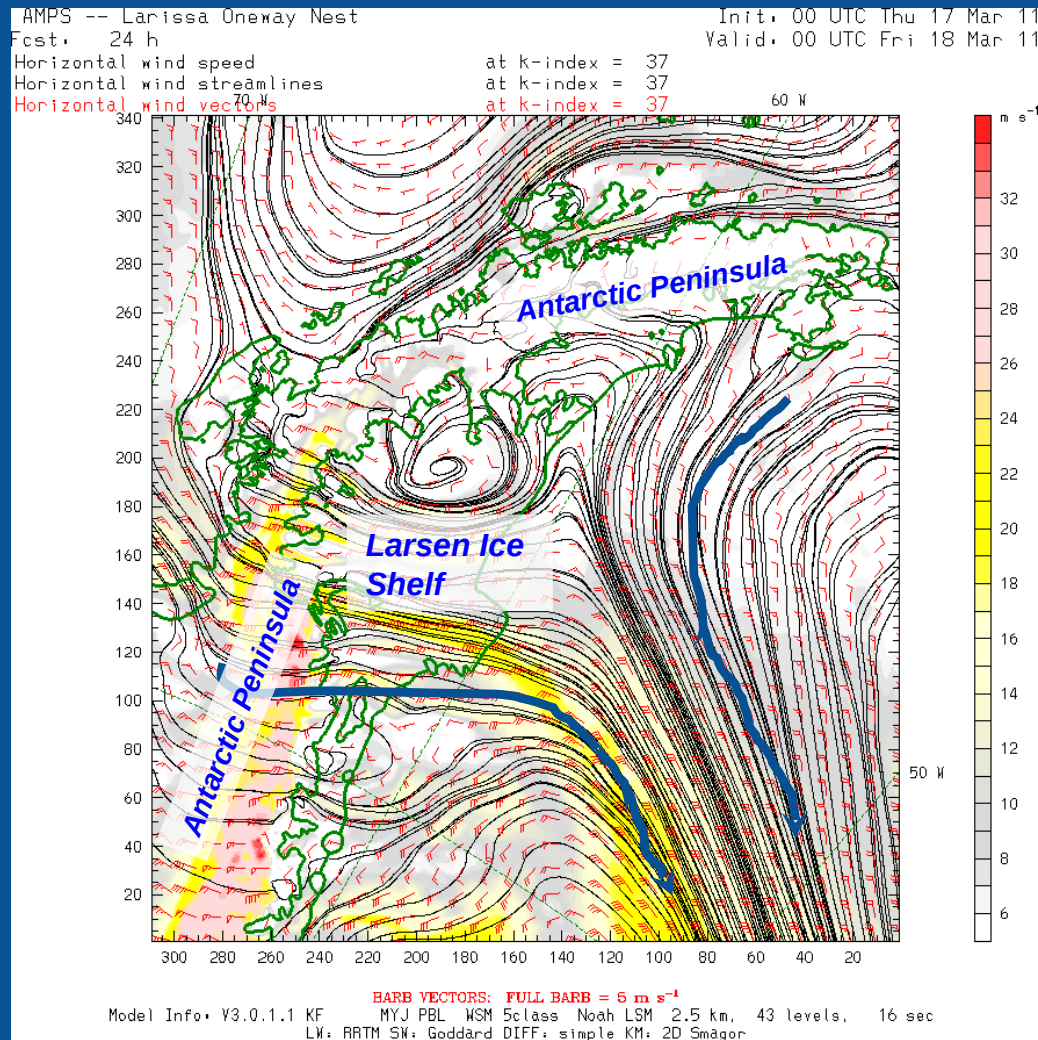 AMPS -- Larissa Oneway Nest Init: 00 UTC Thu 17 Mar 11
Fcst: 24 h Valid: 00 UTC Fri 18 Mar 11
Horizontal wind speed at k-index = 37
Horizontal wind streamlines at k-index = 37
Horizontal wind vectors at k-index = 37
70 W 60 W
m s⁻¹
340
320
300
280
260
240
220
200
180
160
140
120
100
80
60
40
20
Antarctic Peninsula
Larsen Ice
Shelf
Antarctic Peninsula
50 W
32
30
28
26
24
22
20
18
16
14
12
10
8
6
300 280 260 240 220 200 180 160 140 120 100 80 60 40 20
BARB VECTORS: FULL BARB = 5 m s⁻¹
Model Info: V3.0.1.1 KF MYJ PBL WSM 5class Noah LSM 2.5 km, 43 levels, 16 sec
LW: RRTM SW: Goddard DIFF: simple KM: 2D Smagor